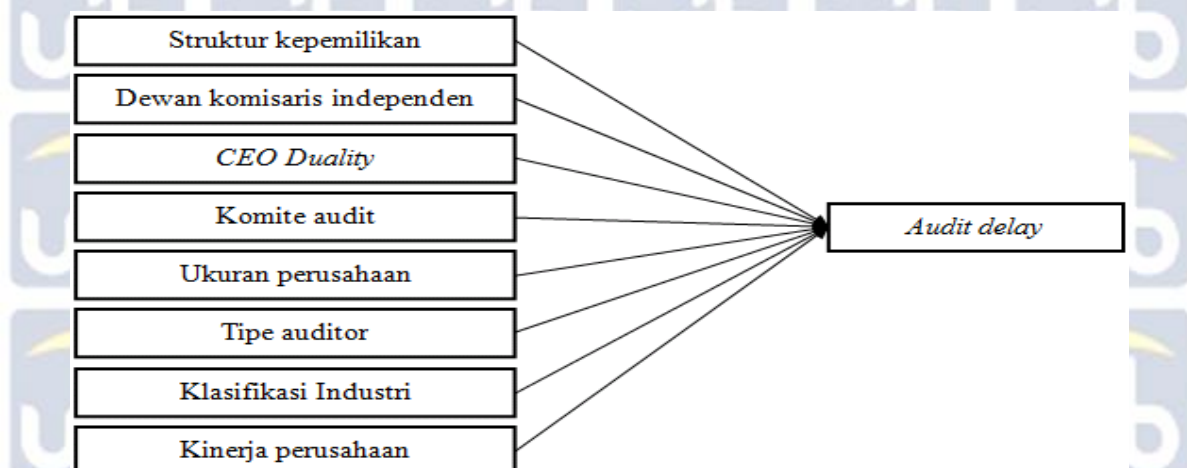 Struktur kepemilikan
Dewan komisaris independen
CEO Duality
Komite audit
Audit delay
Ukuran perusahaan
Tipe auditor
Klasifikasi Industri
Kinerja perusahaan